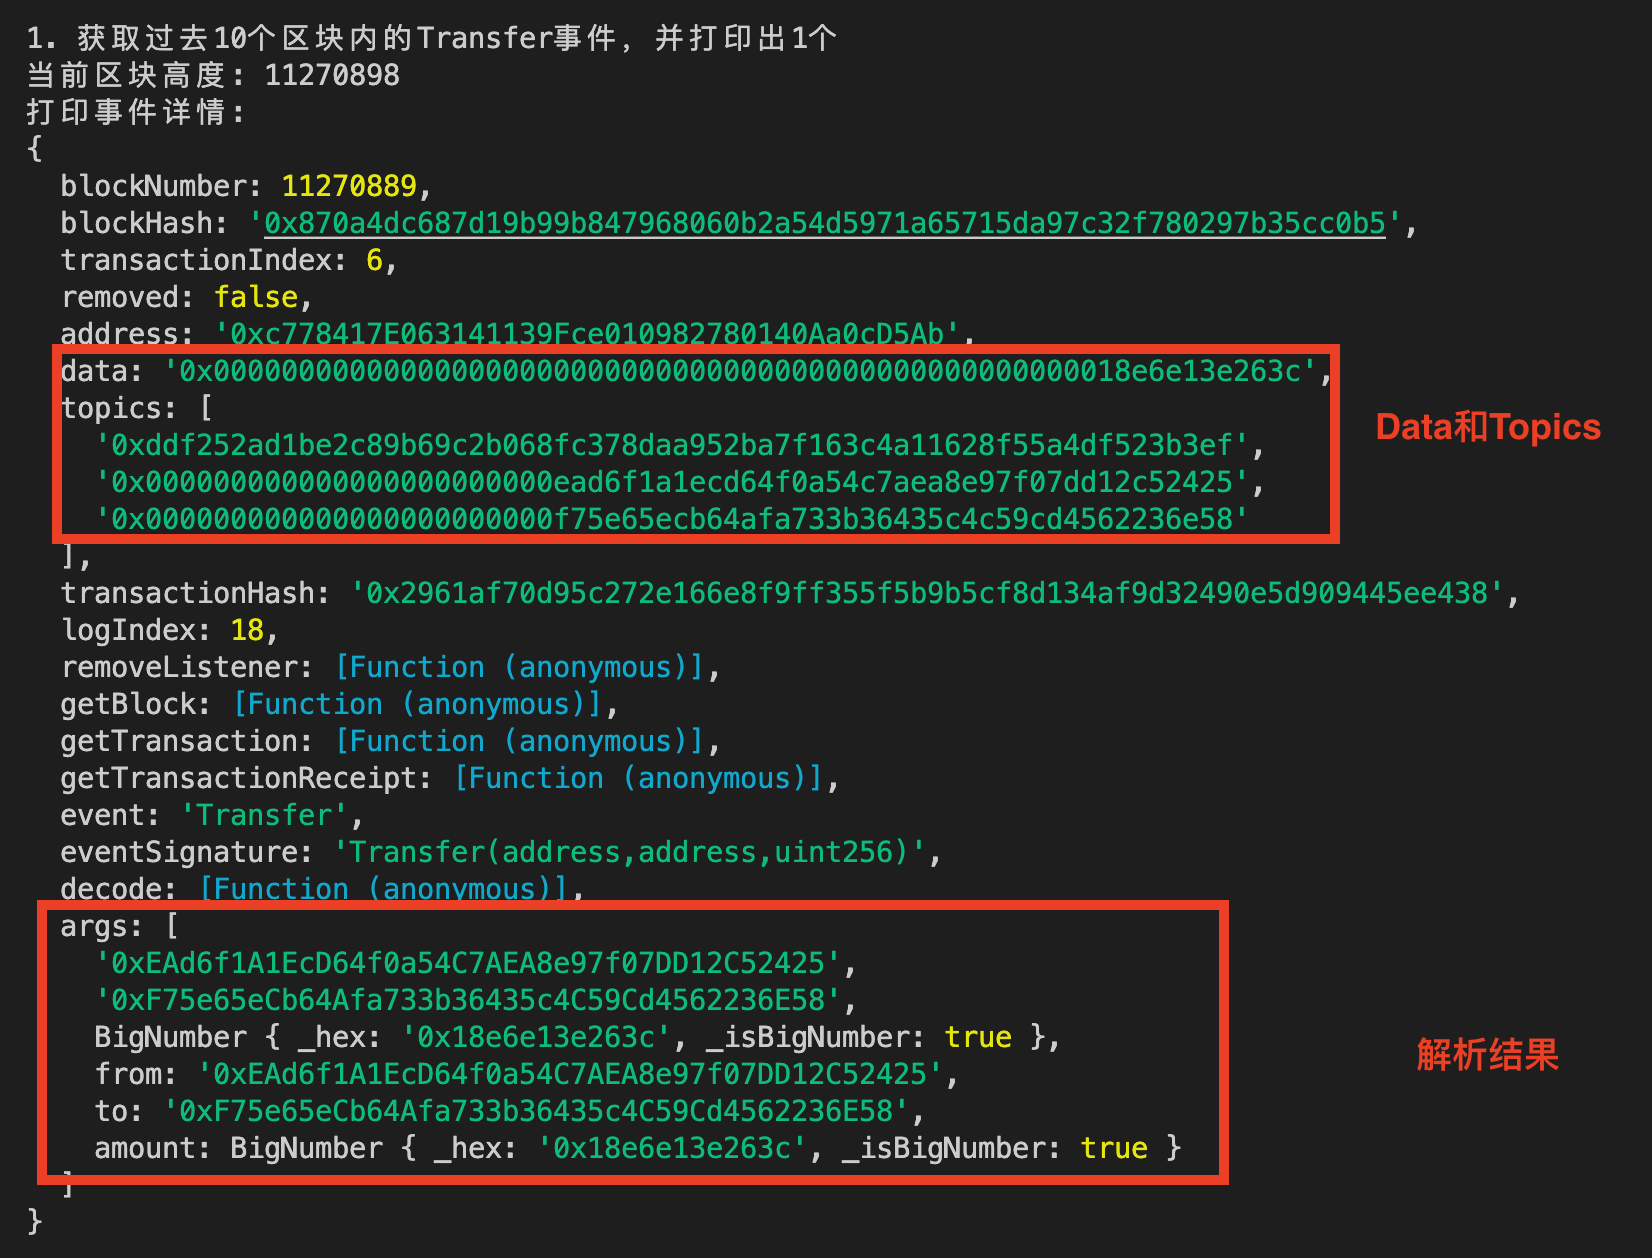 1. 获取过去10个区块内的Transfer事件，并打印出1个
当前区块高度: 11270898
打印事件详情:
{
  blockNumber: 11270889,
  blockHash: '0x870a4dc687d19b99b847968060b2a54d5971a65715da97c32f780297b35cc0b5',
  transactionIndex: 6,
  removed: false,
  address: '0xc778417E063141139Fce010982780140Aa0cD5Ab',
  data: '0x000000000000000000000000000000000000000000000000000018e6e13e263c',
  topics: [
    '0xddf252ad1be2c89b69c2b068fc378daa952ba7f163c4a11628f55a4df523b3ef',
    '0x000000000000000000000000ead6f1a1ecd64f0a54c7aea8e97f07dd12c52425',
    '0x000000000000000000000000f75e65ecb64afa733b36435c4c59cd4562236e58'
  ],
Data和Topics
  transactionHash: '0x2961af70d95c272e166e8f9ff355f5b9b5cf8d134af9d32490e5d909445ee438',
  logIndex: 18,
  removeListener: [Function (anonymous)],
  getBlock: [Function (anonymous)],
  getTransaction: [Function (anonymous)],
  getTransactionReceipt: [Function (anonymous)],
  event: 'Transfer',
  eventSignature: 'Transfer(address,address,uint256)',
  decode: [Function (anonymous)],
  args: [
    '0xEAd6f1A1EcD64f0a54C7AEA8e97f07DD12C52425',
    '0xF75e65eCb64Afa733b36435c4C59Cd4562236E58',
    BigNumber { _hex: '0x18e6e13e263c', _isBigNumber: true },
    from: '0xEAd6f1A1EcD64f0a54C7AEA8e97f07DD12C52425',
    to: '0xF75e65eCb64Afa733b36435c4C59Cd4562236E58',
    amount: BigNumber { _hex: '0x18e6e13e263c', _isBigNumber: true }
  ]
解析结果
}